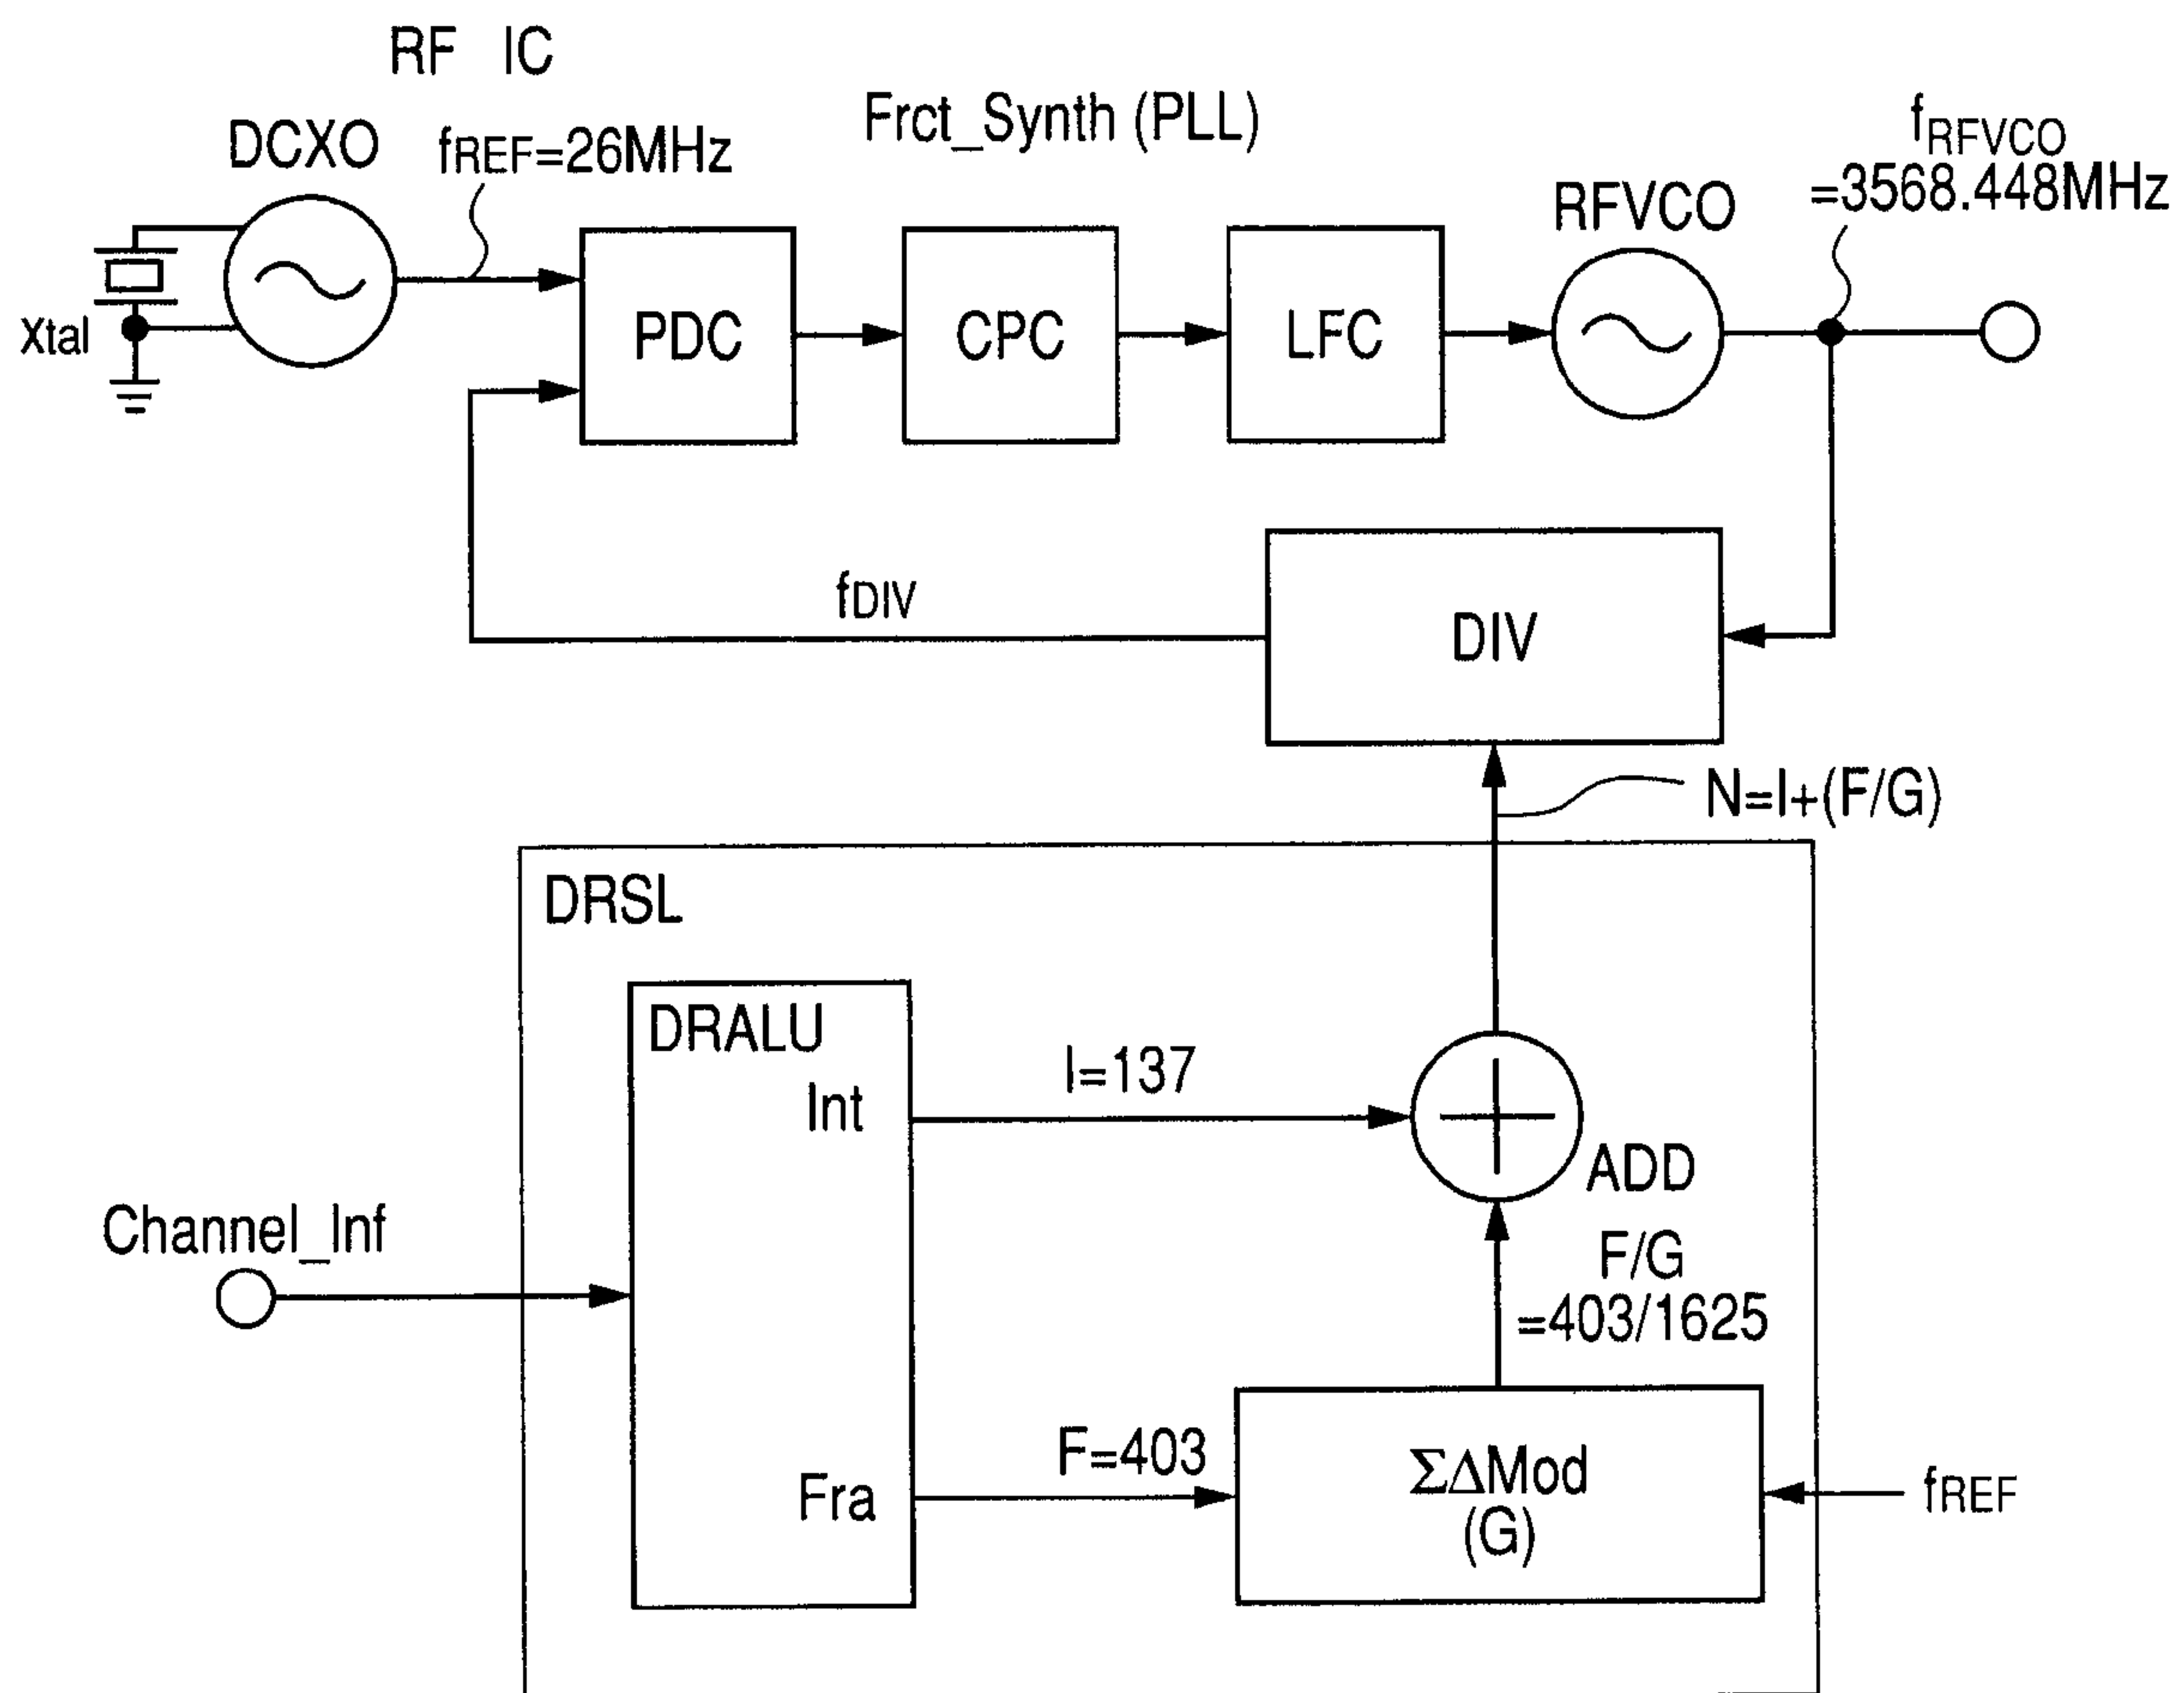 RF IC
DCXO
fREF=26MHz
Frct_Synth (PLL)
fRFVCO
=3568.448MHz
RFVCO
Xtal
PDC
CPC
LFC
fDIV
DIV
N=I+(F/G)
DRSL
DRALU
Int
I=137
ADD
Channel_Inf
F/G
=403/1625
Fra
F=403
ΣΔMod
(G)
fREF